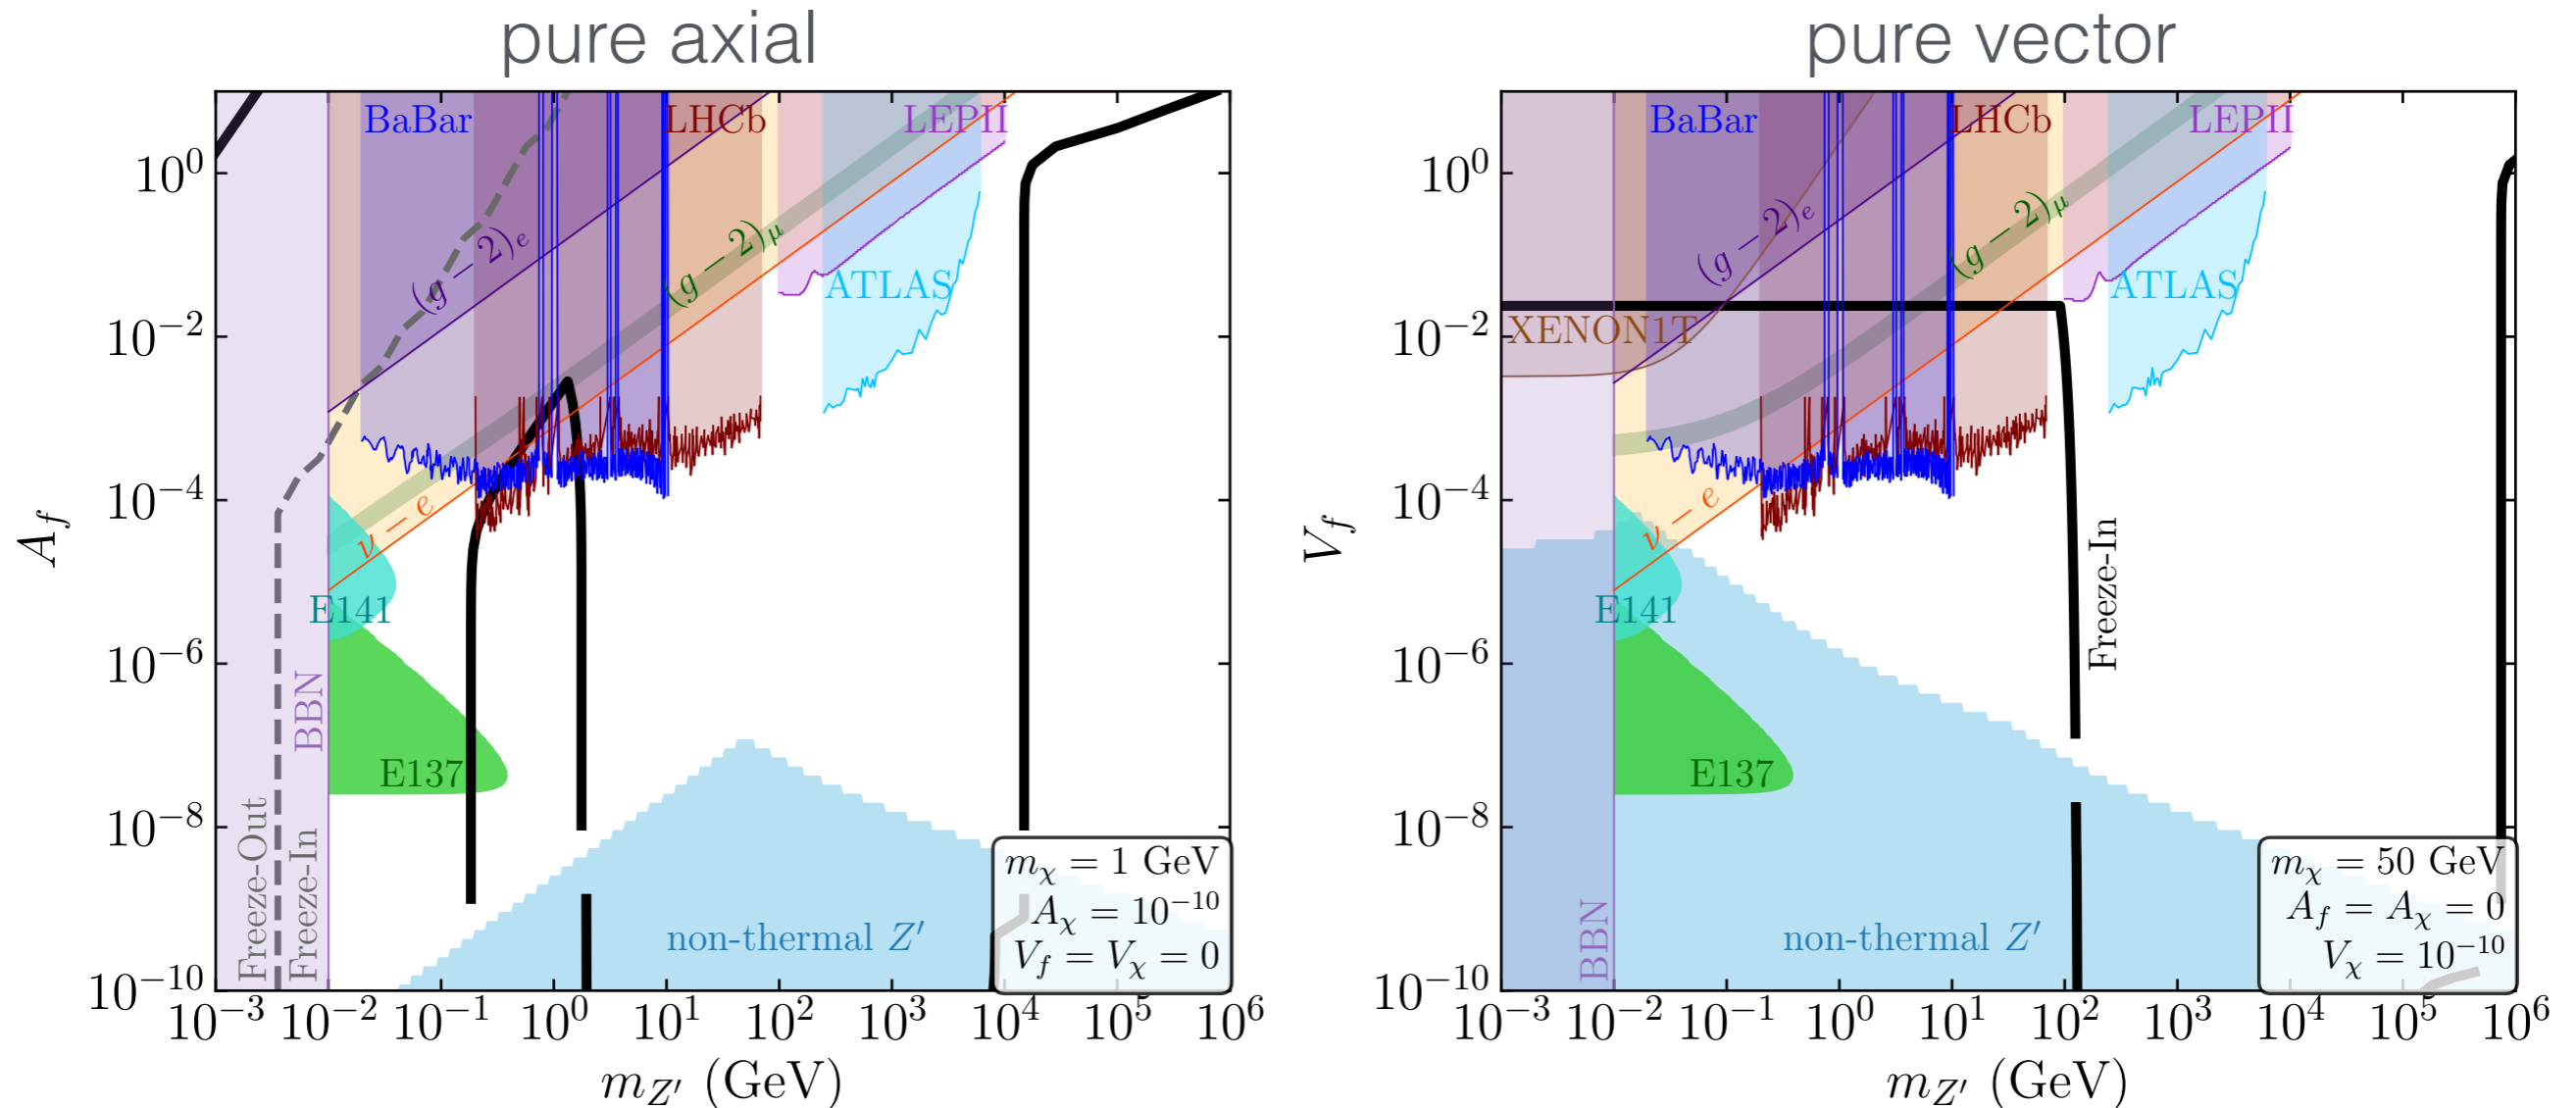 pure axial
BaBar
LHCb
LEPII
(g − 2)e
(g − 2)μ
ATLAS
ν − e
E141
BBN
E137
Freeze-Out
Freeze-In
non-thermal Z′
mχ = 1 GeV
Aχ = 10−10
Vf = Vχ = 0
Af
100
10−2
10−4
10−6
10−8
10−10
10−3 10−2 10−1 100 101 102 103 104 105 106
mZ′ (GeV)
pure vector
BaBar
LHCb
LEPII
(g − 2)e
(g − 2)μ
ATLAS
XENON1T
ν − e
Freeze-In
E141
E137
BBN
non-thermal Z′
mχ = 50 GeV
Af = Aχ = 0
Vχ = 10−10
Vf
100
10−2
10−4
10−6
10−8
10−10
10−3 10−2 10−1 100 101 102 103 104 105 106
mZ′ (GeV)